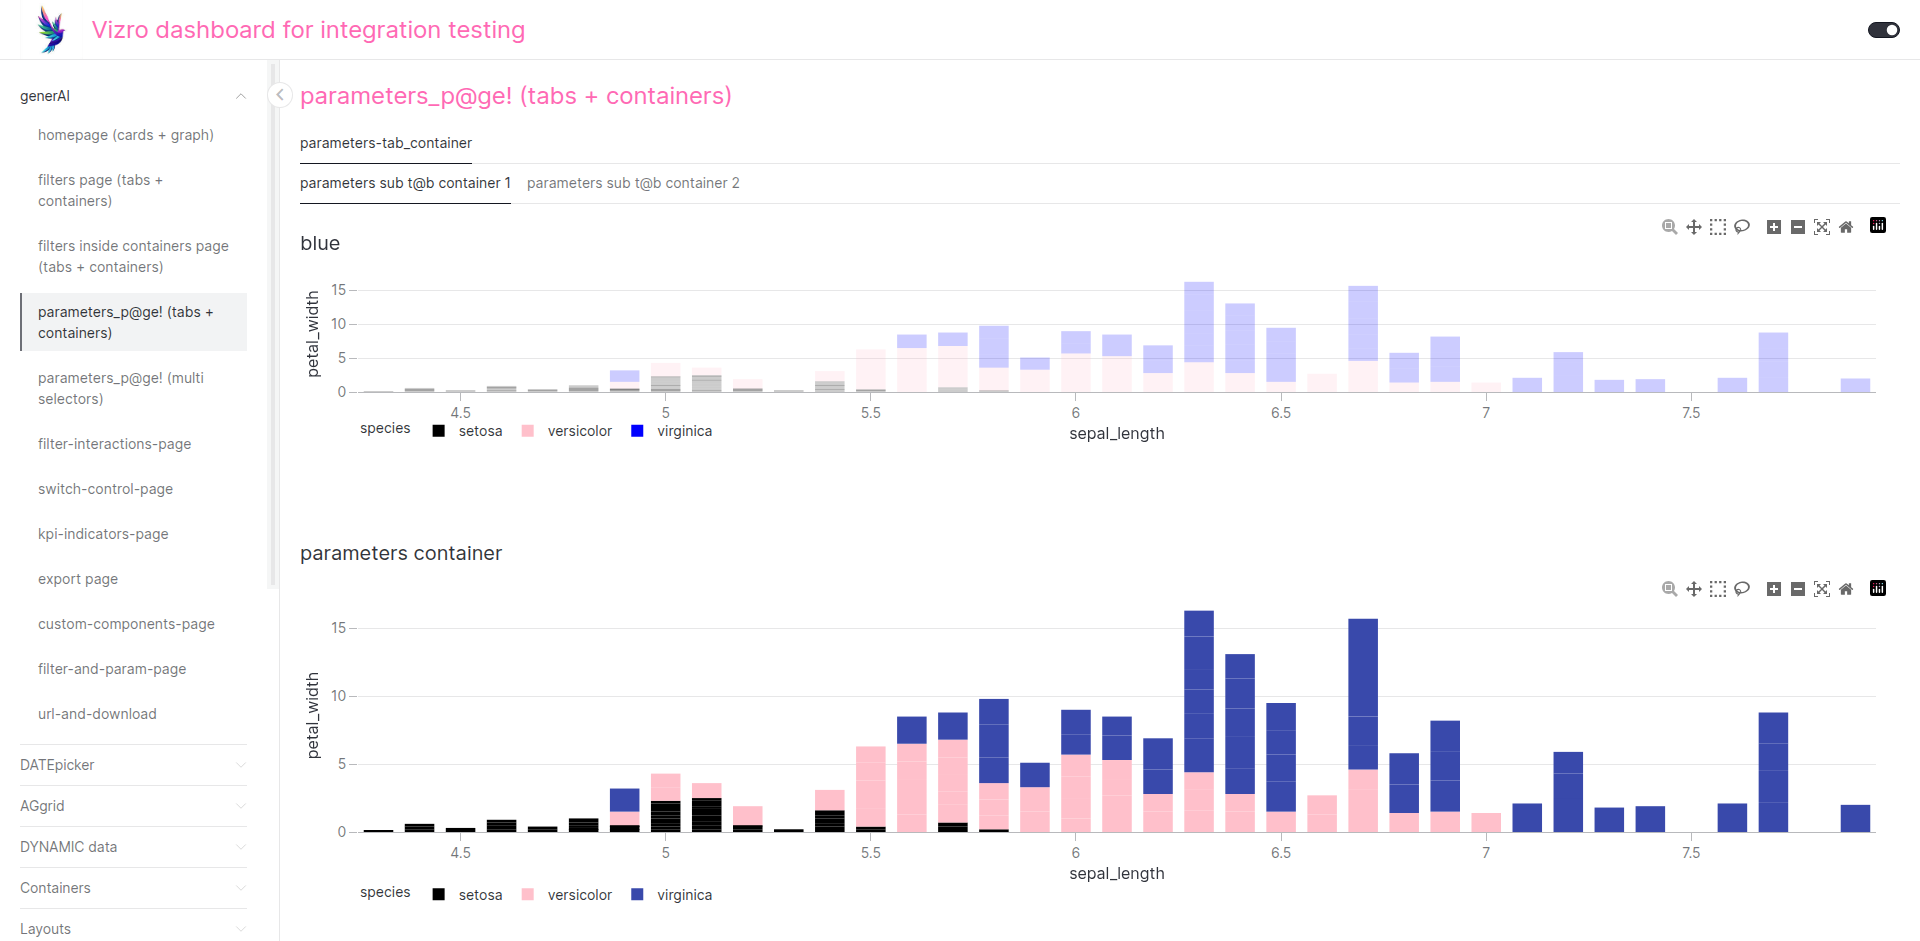 Vizro dashboard for integration testing
generAI
homepage (cards + graph)
filters page (tabs +
containers)
filters inside containers page
(tabs + containers)
parameters_p@ge! (tabs +
containers)
parameters_p@ge! (multi
selectors)
filter-interactions-page
switch-control-page
kpi-indicators-page
export page
custom-components-page
filter-and-param-page
url-and-download
DATEpicker
AGgrid
DYNAMIC data
Containers
Layouts
parameters_p@ge! (tabs + containers)
parameters-tab_container
parameters sub t@b container 1 parameters sub t@b container 2
blue
petal_width
15
10
5
0
4.5 5 5.5 6 6.5 7 7.5
sepal_length
species setosa versicolor virginica
parameters container
petal_width
15
10
5
0
4.5 5 5.5 6 6.5 7 7.5
sepal_length
species setosa versicolor virginica